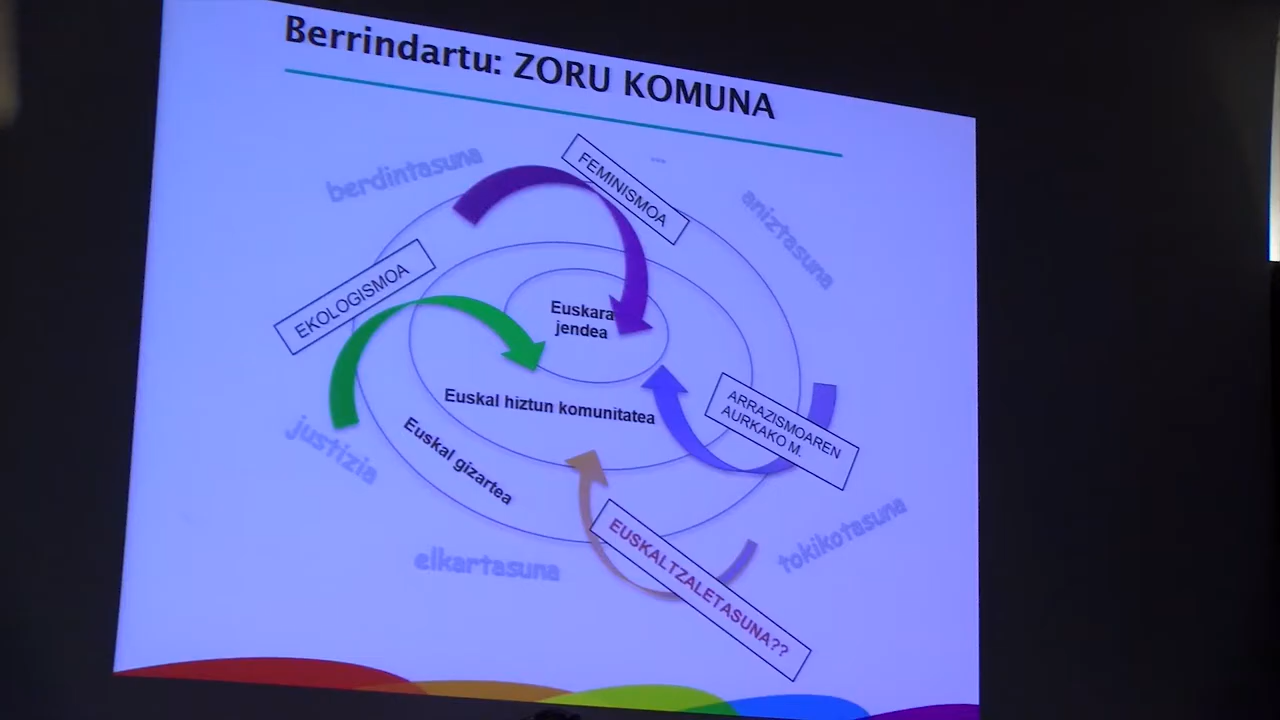 Berrindartu: ZORU KOMUNA
berdintasuna
FEMINISMOA
...
aniztasuna
EKOLOGISMOA
Euskara
jendea
ARRAZISMOAREN
AURKAKO M.
Euskal hiztun komunitatea
Euskal gizartea
justizia
EUSKALTZALETASUNA??
tokikotasuna
elkartasuna